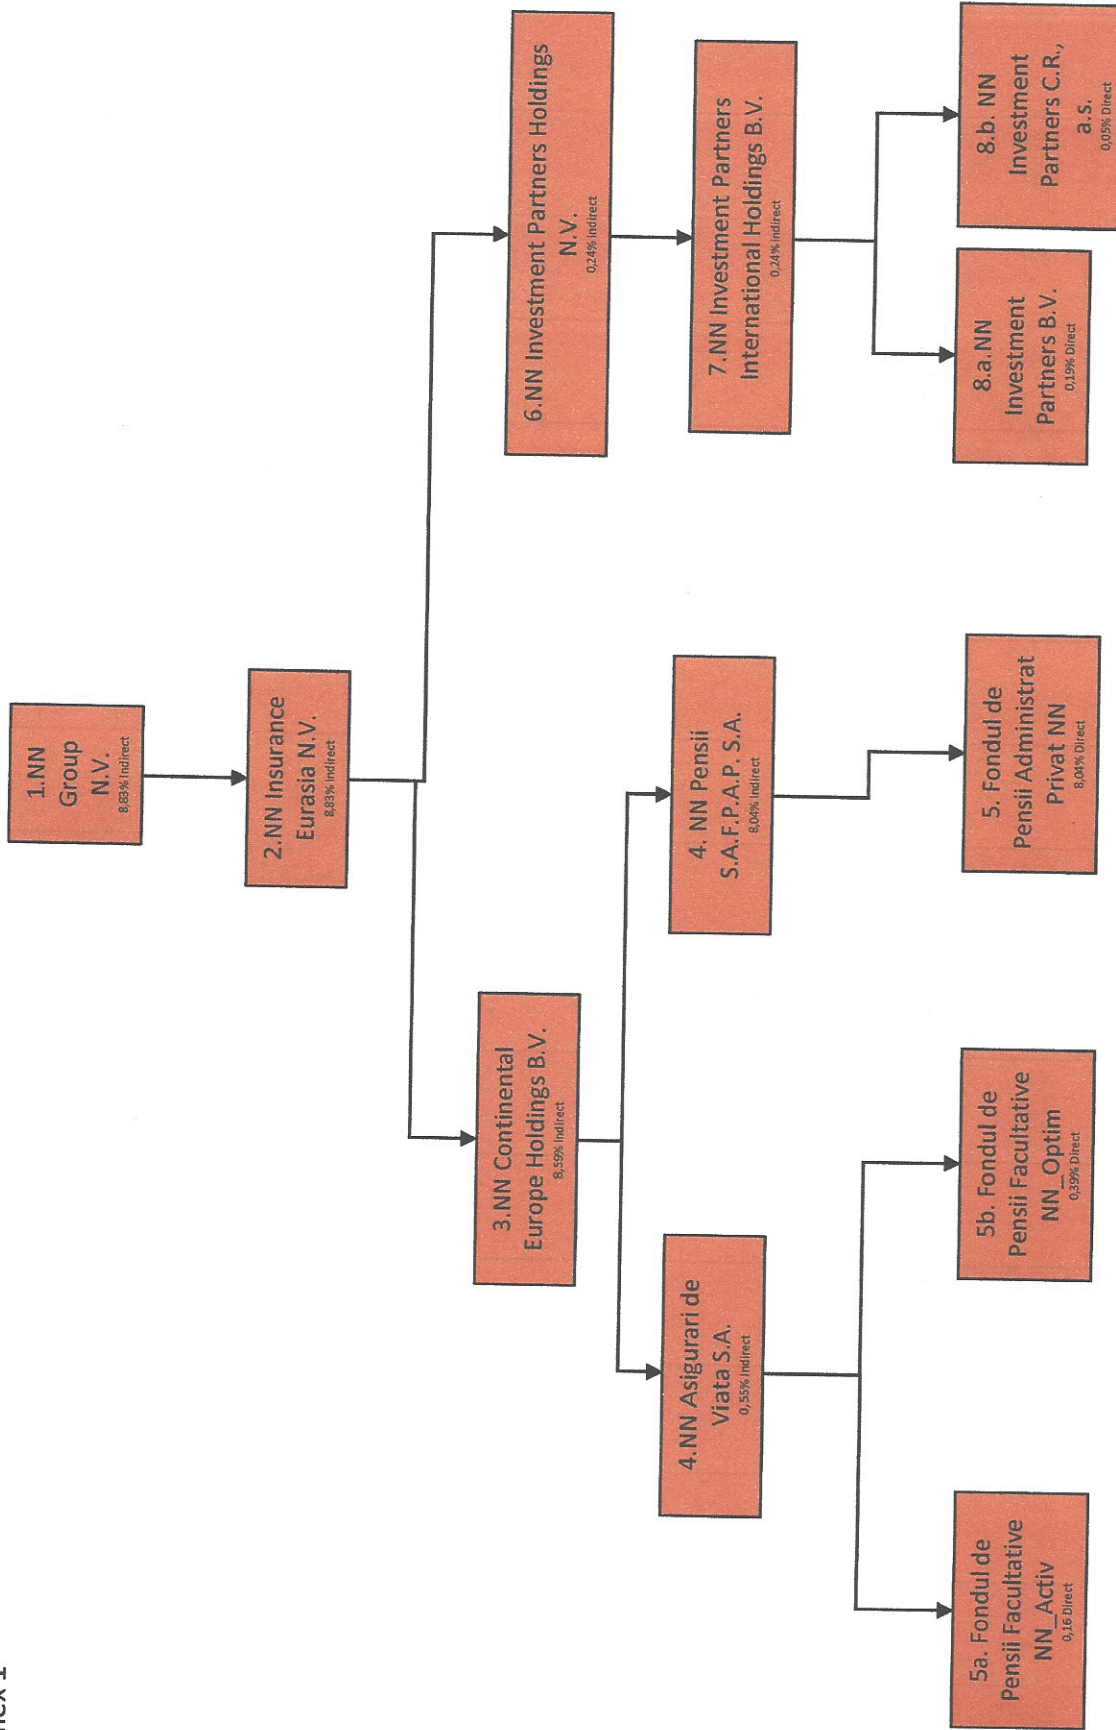 1.NN
Group
N.V.
8,83% Indirect
2.NN Insurance
Eurasia N.V.
8,83% indirect
3.NN Continental
Europe Holdings B.V.
8,59% Indirect
6.NN Investment Partners Holdings
N.V.
0,24% Indirect
4.NN Asigurari de
Viata S.A.
0,55% Indirect
4. NN Pensii
S.A.F.P.A.P. S.A.
8,04% Indirect
7.NN Investment Partners
International Holdings B.V.
0,24% Indirect
5a. Fondul de
Pensii Facultative
NN_Activ
0,16 Direct
5b. Fondul de
Pensii Facultative
NN_Optim
0,39% Direct
5. Fondul de
Pensii Administrat
Privat NN
8,04% Direct
8.a.NN
Investment
Partners B.V.
0,19% Direct
8.b. NN
Investment
Partners C.R.,
a.s.
0,05% Direct